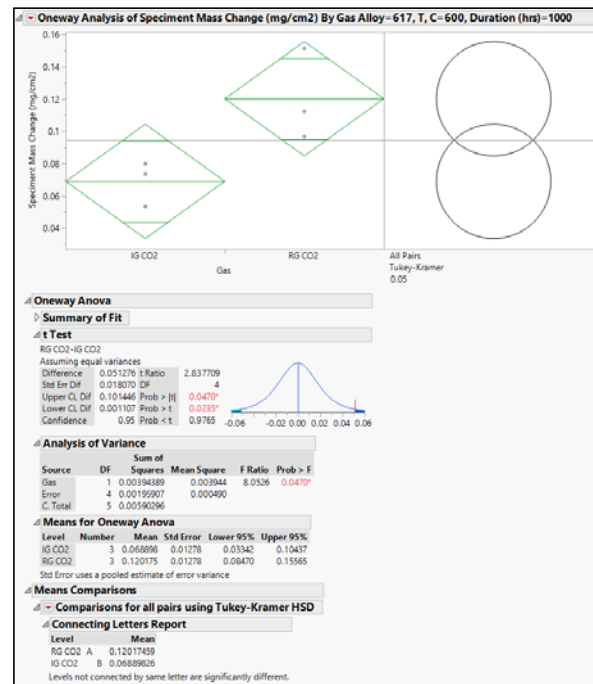 Oneway Analysis of Speciment Mass Change (mg/cm2) By Gas Alloy=617, T, C=600, Duration (hrs)=1000
Speciment Mass Change (mg/cm2)
0.16
0.14
0.12
0.1
0.08
0.06
0.04
IG CO2 RG CO2
Gas
All Pairs
Tukey-Kramer
0.05
Oneway Anova
Summary of Fit
t Test
RG CO2-IG CO2
Assuming equal variances
Difference 0.051276 t Ratio 2.837709
Std Err Dif 0.018070 DF 4
Upper CL Dif 0.101446 Prob > |t| 0.0470*
Lower CL Dif 0.001107 Prob > t 0.0235*
Confidence 0.95 Prob < t 0.9765
-0.06 -0.04 -0.02 0.00 0.02 0.04 0.06
Analysis of Variance
Source DF Sum of Squares Mean Square F Ratio Prob > F
Gas 1 0.00394389 0.003944 8.0526 0.0470*
Error 4 0.00195907 0.000490
C. Total 5 0.00590296
Means for Oneway Anova
Level Number Mean Std Error Lower 95% Upper 95%
IG CO2 3 0.068898 0.01278 0.03342 0.10437
RG CO2 3 0.120175 0.01278 0.08470 0.15565
Std Error uses a pooled estimate of error variance
Means Comparisons
Comparisons for all pairs using Tukey-Kramer HSD
Connecting Letters Report
Level Mean
RG CO2 A 0.12017459
IG CO2 B 0.06889826
Levels not connected by same letter are significantly different.